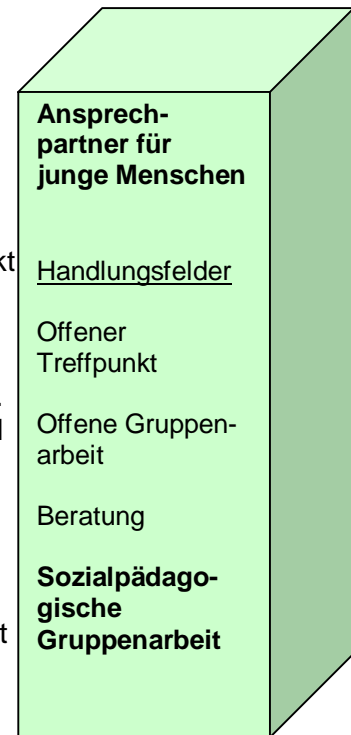 Ansprech-
partner für
junge Menschen
Handlungsfelder
Offener
Treffpunkt
Offene Gruppen-
arbeit
Beratung
Sozialpädago-
gische
Gruppenarbeit